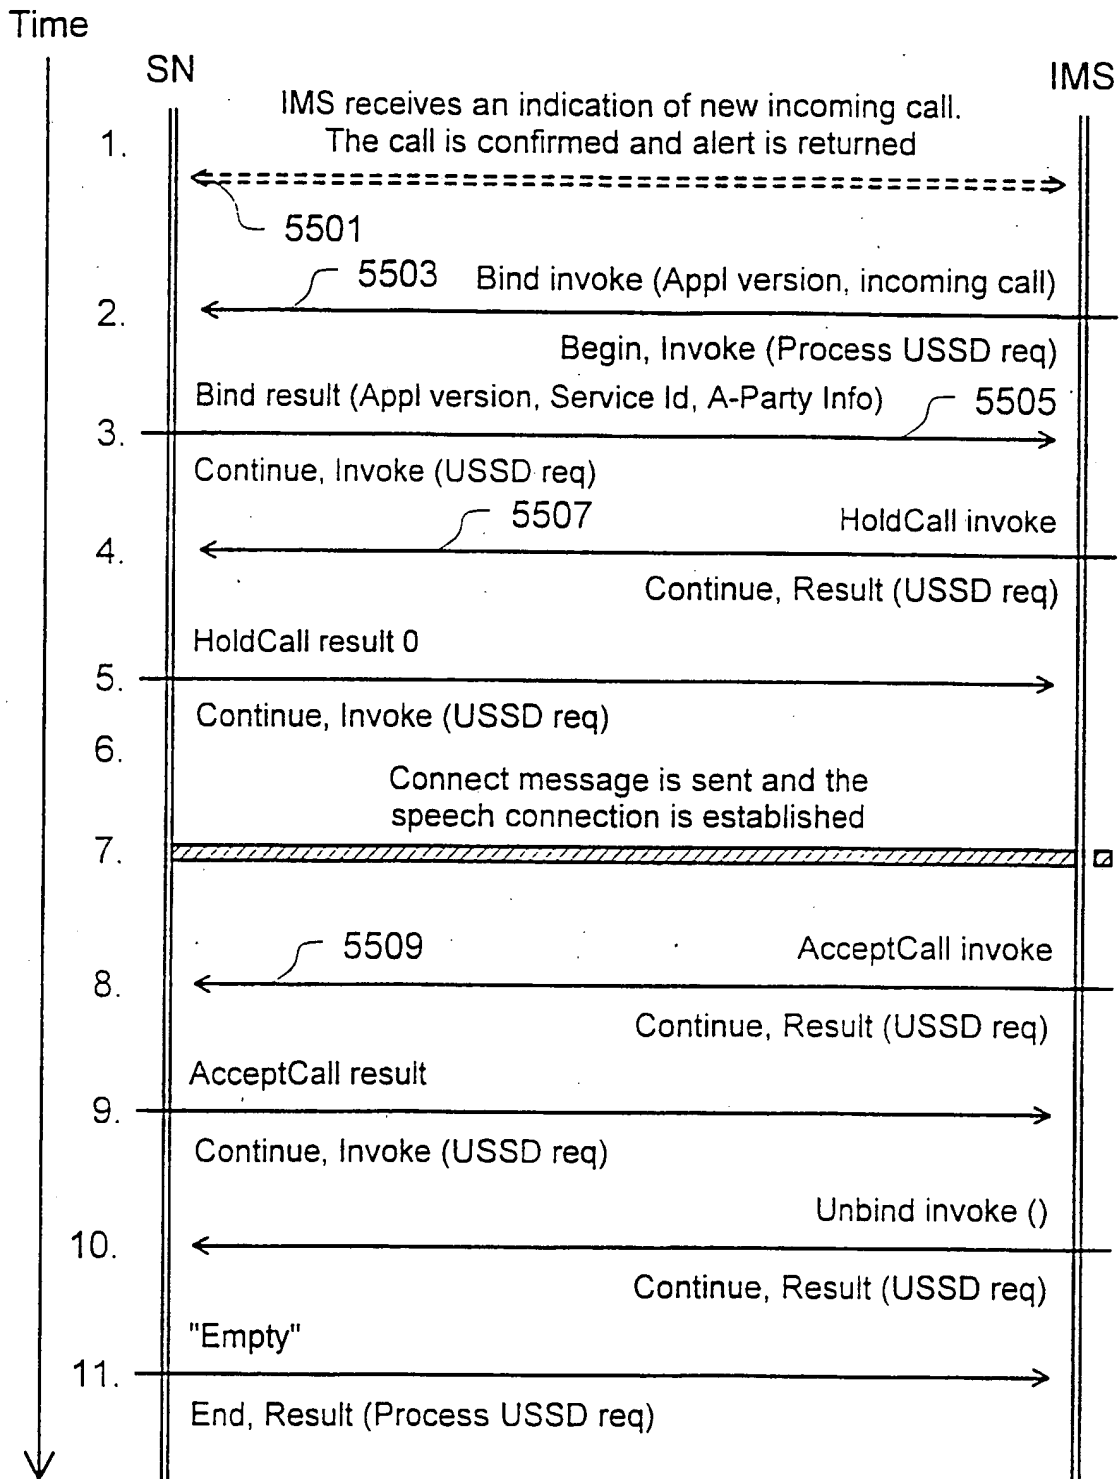 Time
SN
IMS
IMS receives an indication of new incoming call.
1.
The call is confirmed and alert is returned
5501
5503
Bind invoke (Appl version, incoming call)
2.
Begin, Invoke (Process USSD req)
Bind result (Appl version, Service Id, A-Party Info)
5505
3.
Continue, Invoke (USSD req)
5507
HoldCall invoke
4.
Continue, Result (USSD req)
HoldCall result 0
5.
Continue, Invoke (USSD req)
6.
Connect message is sent and the
speech connection is established
7.
5509
AcceptCall invoke
8.
Continue, Result (USSD req)
AcceptCall result
9.
Continue, Invoke (USSD req)
Unbind invoke ()
10.
Continue, Result (USSD req)
"Empty"
11.
End, Result (Process USSD req)